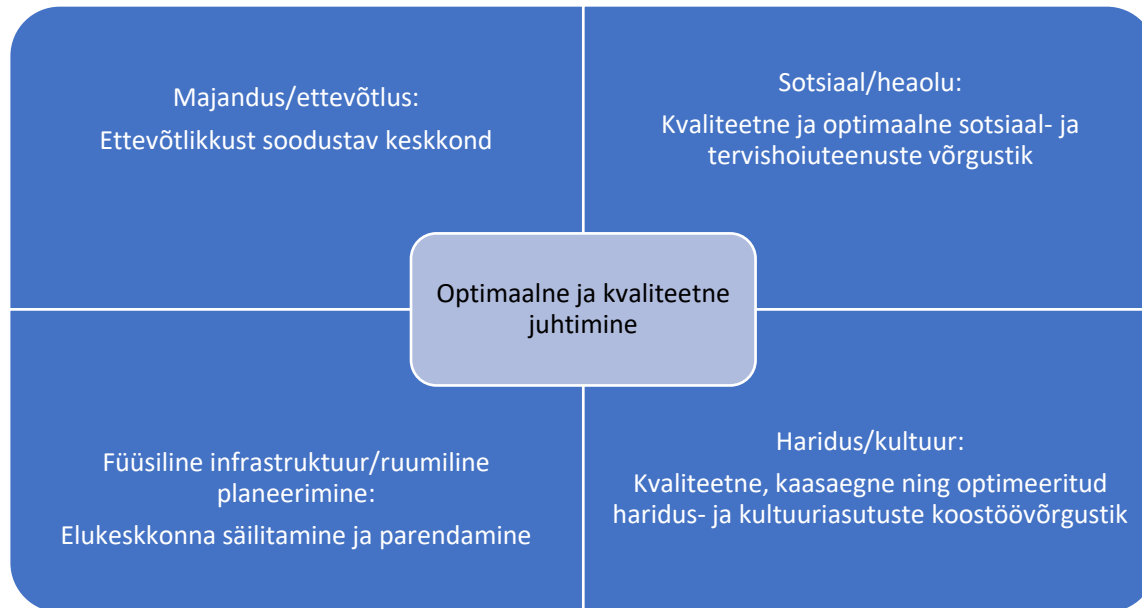 Majandus/ettevõtlus:
Ettevõtlikkust soodustav keskkond
Sotsiaal/heaolu:
Kvaliteetne ja optimaalne sotsiaal- ja
tervishoiuteenuste võrgustik
Optimaalne ja kvaliteetne
juhtimine
Füüsiline infrastruktuur/ruumiline
planeerimine:
Elukeskkonna säilitamine ja parendamine
Haridus/kultuur:
Kvaliteetne, kaasaegne ning optimeeritud
haridus- ja kultuuriasutuste koostöövõrgustik